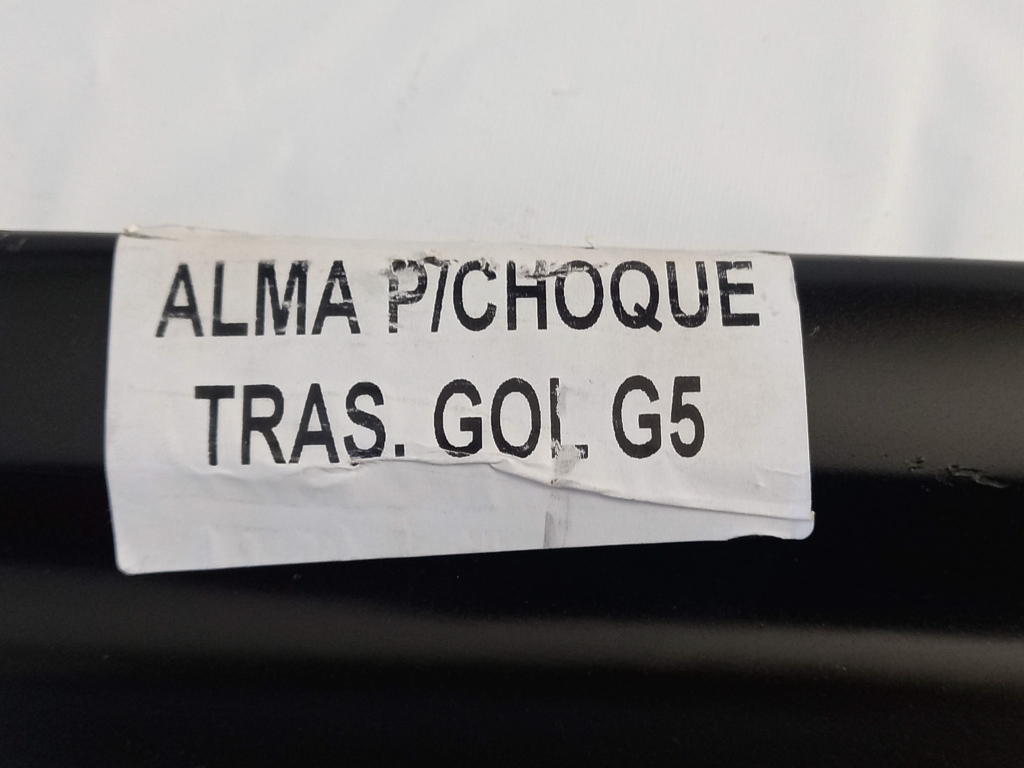 ALMA P/CHOQUE
TRAS. GOL G5